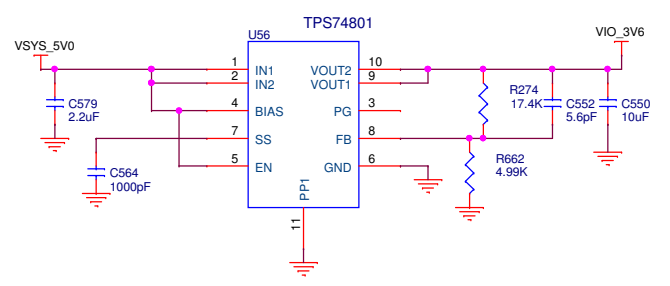 TPS74801
U56
VSYS_5V0
VIO_3V6
1 IN1 VOUT2 10
2 IN2 VOUT1 9
4 BIAS PG 3
7 SS FB 8
5 EN GND 6
PP1
11
C579
2.2uF
C564
1000pF
R274
17.4K
C552
5.6pF
C550
10uF
R662
4.99K